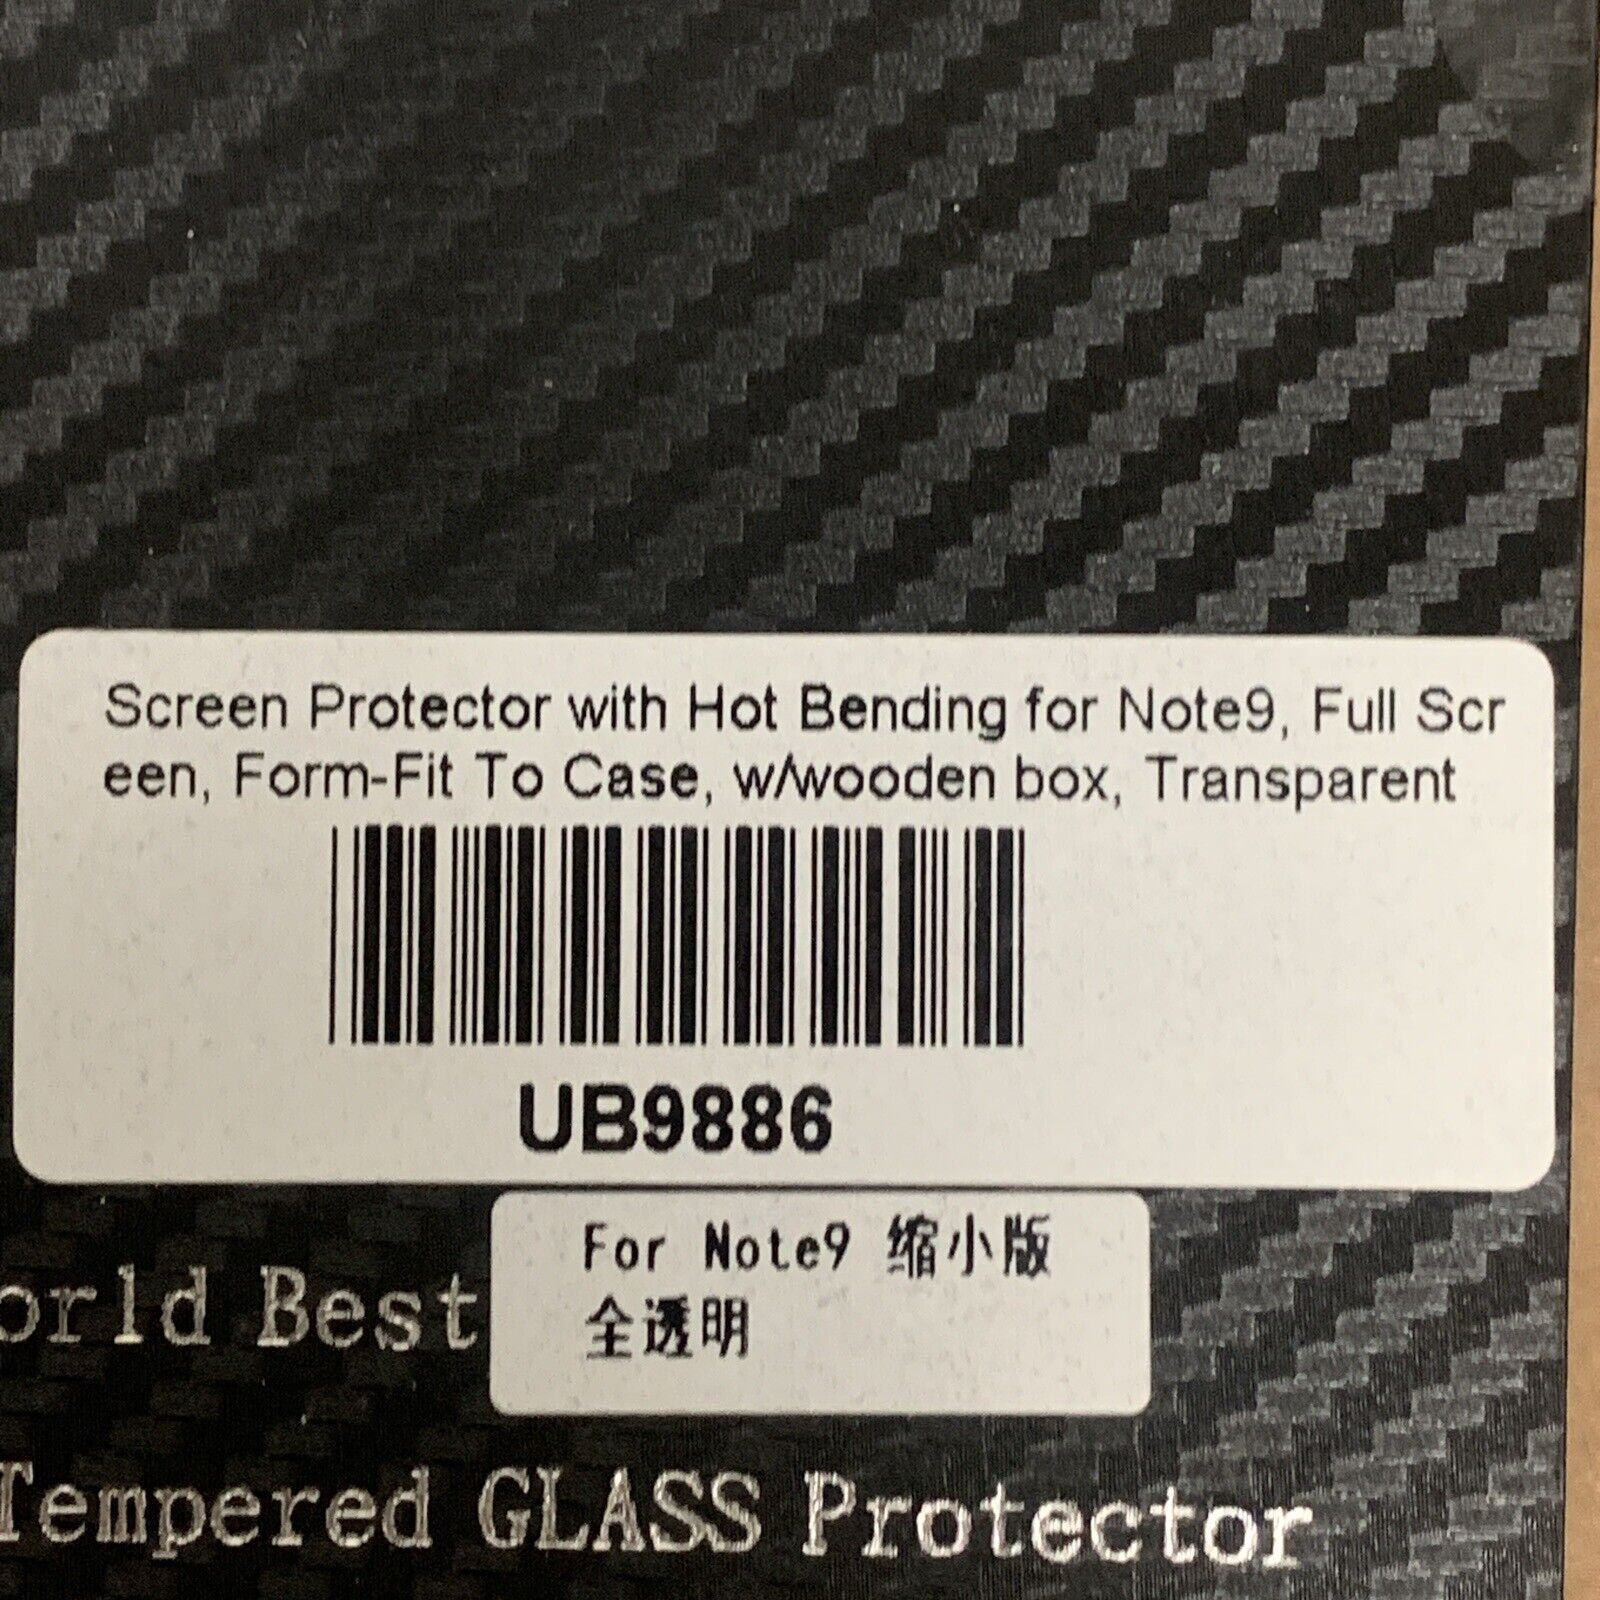 Screen Protector with Hot Bending for Note9, Full Scr
een, Form-Fit To Case, w/wooden box, Transparent
UB9886
For Note9 缩小版
全透明
orld Best
Tempered GLASS Protector